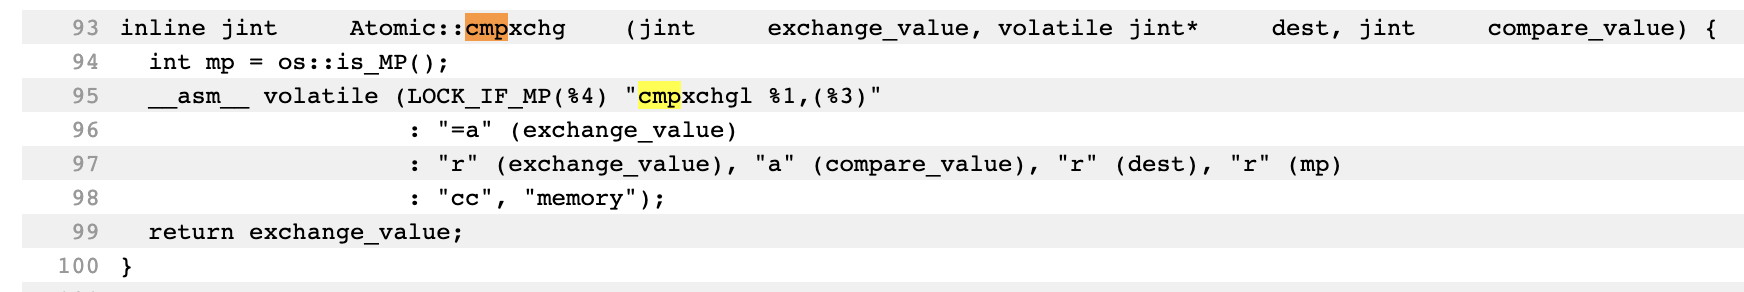 93 inline jint     Atomic::cmpxchg    (jint     exchange_value, volatile jint*     dest, jint     compare_value) {
94   int mp = os::is_MP();
95   __asm__ volatile (LOCK_IF_MP(%4) "cmpxchgl %1,(%3)"
96                     : "=a" (exchange_value)
97                     : "r" (exchange_value), "a" (compare_value), "r" (dest), "r" (mp)
98                     : "cc", "memory");
99   return exchange_value;
100 }